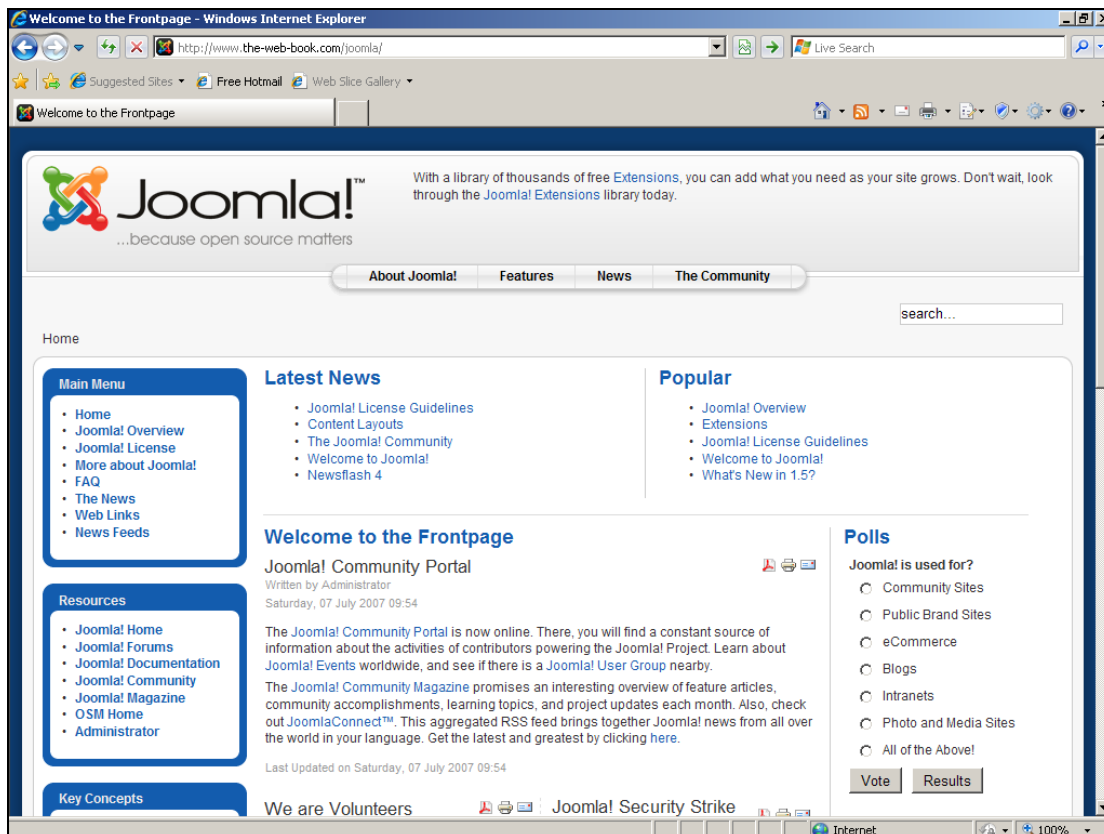 Welcome to the Frontpage - Windows Internet Explorer
http://www.the-web-book.com/joomla/
Live Search
Suggested Sites
Free Hotmail
Web Slice Gallery
Welcome to the Frontpage
Joomla!™
...because open source matters
With a library of thousands of free Extensions, you can add what you need as your site grows. Don't wait, look
through the Joomla! Extensions library today.
About Joomla!
Features
News
The Community
search...
Home
Main Menu
Home
Joomla! Overview
Joomla! License
More about Joomla!
FAQ
The News
Web Links
News Feeds
Resources
Joomla! Home
Joomla! Forums
Joomla! Documentation
Joomla! Community
Joomla! Magazine
OSM Home
Administrator
Key Concepts
Latest News
Joomla! License Guidelines
Content Layouts
The Joomla! Community
Welcome to Joomla!
Newsflash 4
Popular
Joomla! Overview
Extensions
Joomla! License Guidelines
Welcome to Joomla!
What's New in 1.5?
Welcome to the Frontpage
Joomla! Community Portal
Written by Administrator
Saturday, 07 July 2007 09:54
The Joomla! Community Portal is now online. There, you will find a constant source of
information about the activities of contributors powering the Joomla! Project. Learn about
Joomla! Events worldwide, and see if there is a Joomla! User Group nearby.
The Joomla! Community Magazine promises an interesting overview of feature articles,
community accomplishments, learning topics, and project updates each month. Also, check
out JoomlaConnect™. This aggregated RSS feed brings together Joomla! news from all over
the world in your language. Get the latest and greatest by clicking here.
Last Updated on Saturday, 07 July 2007 09:54
We are Volunteers
Joomla! Security Strike
Polls
Joomla! is used for?
Community Sites
Public Brand Sites
eCommerce
Blogs
Intranets
Photo and Media Sites
All of the Above!
Vote
Results
Internet
100%